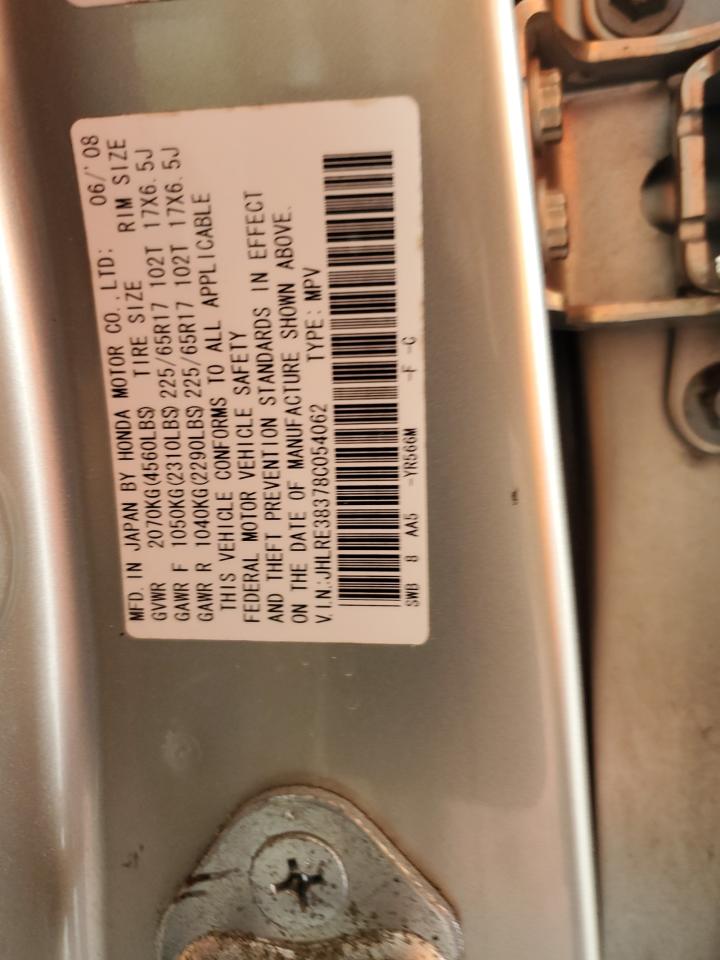 MFD. IN JAPAN BY HONDA MOTOR CO., LTD: 06/'08
GVWR 2070KG(4560LBS) TIRE SIZE RIM SIZE
GAWR F 1050KG(2310LBS) 225/65R17 102T 17X6.5J
GAWR R 1040KG(2290LBS) 225/65R17 102T 17X6.5J
THIS VEHICLE CONFORMS TO ALL APPLICABLE
FEDERAL MOTOR VEHICLE SAFETY
AND THEFT PREVENTION STANDARDS IN EFFECT
ON THE DATE OF MANUFACTURE SHOWN ABOVE.
V.I.N.:JHLRE38378C054062 TYPE: MPV
SWB 8 AA5 -YR566M -F -C